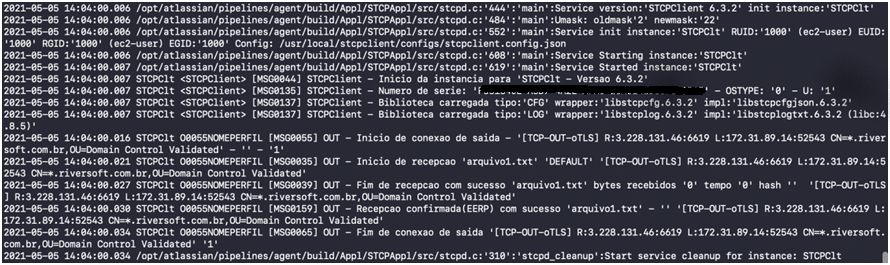 2021-05-05 14:04:00.006 /opt/atlassian/pipelines/agent/build/Appl/STCPAppl/src/stcpd.c:'444':'main':Service version:'STCPClient 6.3.2' init instance:'STCPClt'
2021-05-05 14:04:00.006 /opt/atlassian/pipelines/agent/build/Appl/STCPAppl/src/stcpd.c:'484':'main':Umask: oldmask'2' newmask:'22'
2021-05-05 14:04:00.006 /opt/atlassian/pipelines/agent/build/Appl/STCPAppl/src/stcpd.c:'552':'main':Service init instance:'STCPClt' RUID:'1000' (ec2-user) EUID:
'1000' RGID:'1000' (ec2-user) EGID:'1000' Config: /usr/local/stcpclient/configs/stcpclient.config.json
2021-05-05 14:04:00.006 /opt/atlassian/pipelines/agent/build/Appl/STCPAppl/src/stcpd.c:'608':'main':Service Starting instance:'STPClt'
2021-05-05 14:04:00.007 /opt/atlassian/pipelines/agent/build/Appl/STCPAppl/src/stcpd.c:'619':'main':Service Started instance:'STCPClt'
2021-05-05 14:04:00.007 STCPClt <STCPClient> [MSG0044] STCPClient - Inicio da instancia para 'STCPClt - Versao 6.3.2'
2021-05-05 14:04:00.007 STCPClt <STCPClient> [MSG0135] STCPClient - Numero de serie: ' - OSTYPE: '0' - U: '1'
2021-05-05 14:04:00.007 STCPClt <STCPClient> [MSG0137] STCPClient - Biblioteca carregada tipo:'CFG' wrapper:'libstcpcfg.6.3.2' impl:'libstcpcfgjson.6.3.2'
2021-05-05 14:04:00.007 STCPClt <STCPClient> [MSG0137] STCPClient - Biblioteca carregada tipo:'LOG' wrapper:'libstcplog.6.3.2' impl:'libstcplogtxt.6.3.2 (libc:4
.8.5)'
2021-05-05 14:04:00.016 STCPClt O0055NOMEPERFIL [MSG0055] OUT - Inicio de conexao de saida - '[TCP-OUT-oTLS] R:3.228.131.46:6619 L:172.31.89.14:52543 CN=*.river
soft.com.br,OU=Domain Control Validated' - '' - '1'
2021-05-05 14:04:00.021 STCPClt O0055NOMEPERFIL [MSG0035] OUT - Inicio de recepcao 'arquivo1.txt' 'DEFAULT' '[TCP-OUT-oTLS] R:3.228.131.46:6619 L:172.31.89.14:5
2543 CN=*.riversoft.com.br,OU=Domain Control Validated'
2021-05-05 14:04:00.027 STCPClt O0055NOMEPERFIL [MSG0039] OUT - Fim de recepcao com sucesso 'arquivo1.txt' bytes recebidos '0' tempo '0' hash ''  '[TCP-OUT-oTLS
] R:3.228.131.46:6619 L:172.31.89.14:52543 CN=*.riversoft.com.br,OU=Domain Control Validated'
2021-05-05 14:04:00.030 STCPClt O0055NOMEPERFIL [MSG0159] OUT - Recepcao confirmada(EERP) com sucesso 'arquivo1.txt' - '' '[TCP-OUT-oTLS] R:3.228.131.46:6619 L:
172.31.89.14:52543 CN=*.riversoft.com.br,OU=Domain Control Validated'
2021-05-05 14:04:00.034 STCPClt O0055NOMEPERFIL [MSG0065] OUT - Fim de conexao de saida '[TCP-OUT-oTLS] R:3.228.131.46:6619 L:172.31.89.14:52543 CN=*.riversoft.
com.br,OU=Domain Control Validated' '1'
2021-05-05 14:04:00.034 /opt/atlassian/pipelines/agent/build/Appl/STCPAppl/src/stcpd.c:'310':'stcpd_cleanup':Start service cleanup for instance: STCPClt